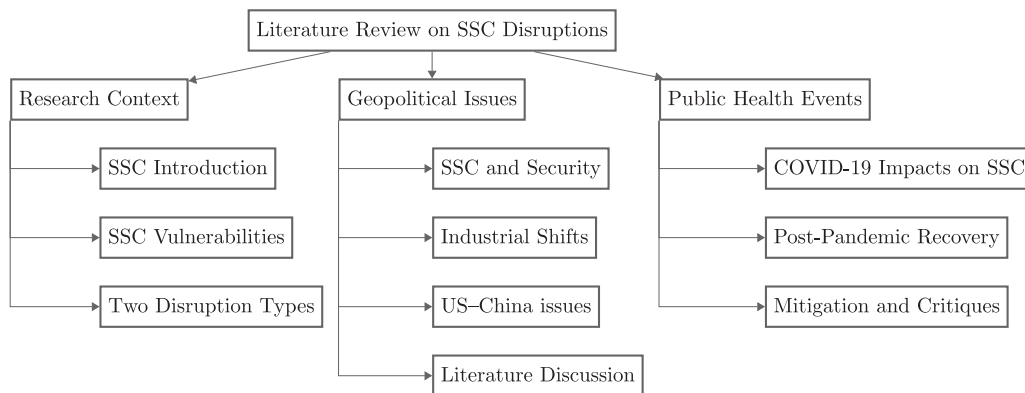 Literature Review on SSC Disruptions
Research Context
Geopolitical Issues
Public Health Events
SSC Introduction
SSC and Security
COVID-19 Impacts on SSC
SSC Vulnerabilities
Industrial Shifts
Post-Pandemic Recovery
Two Disruption Types
US–China issues
Mitigation and Critiques
Literature Discussion